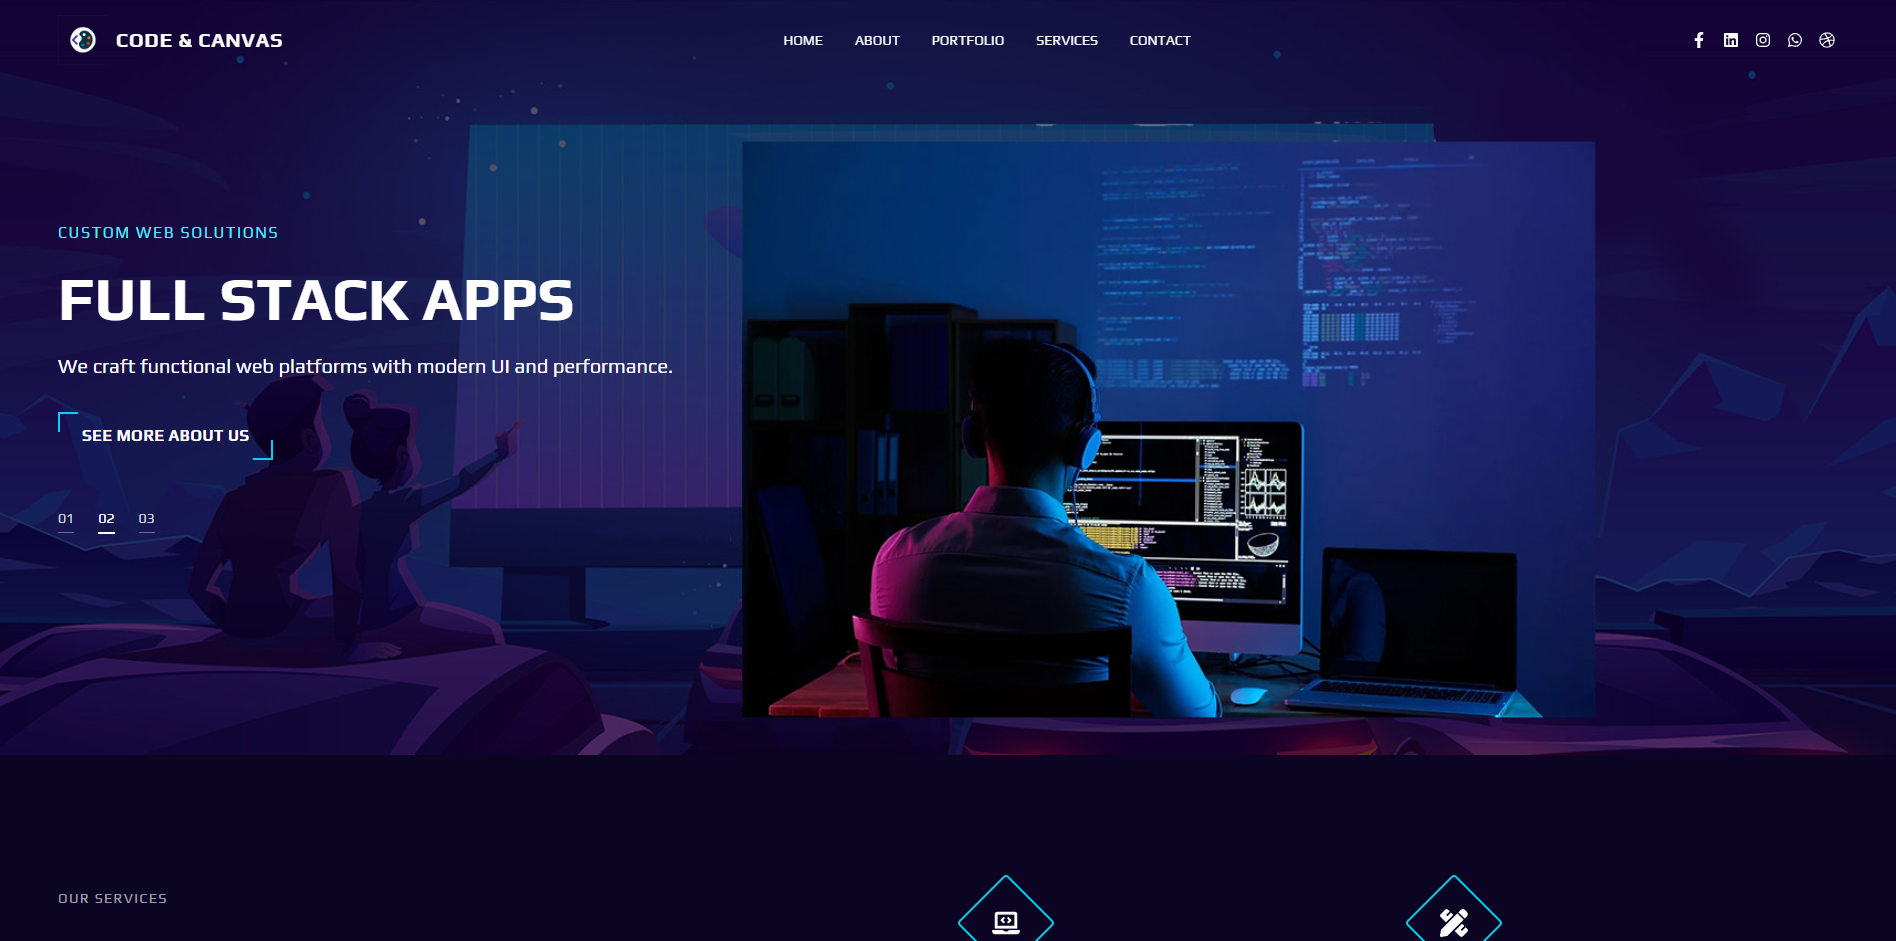 CODE & CANVAS
HOME ABOUT PORTFOLIO SERVICES CONTACT
CUSTOM WEB SOLUTIONS
FULL STACK APPS
We craft functional web platforms with modern UI and performance.
SEE MORE ABOUT US
01 02 03
OUR SERVICES